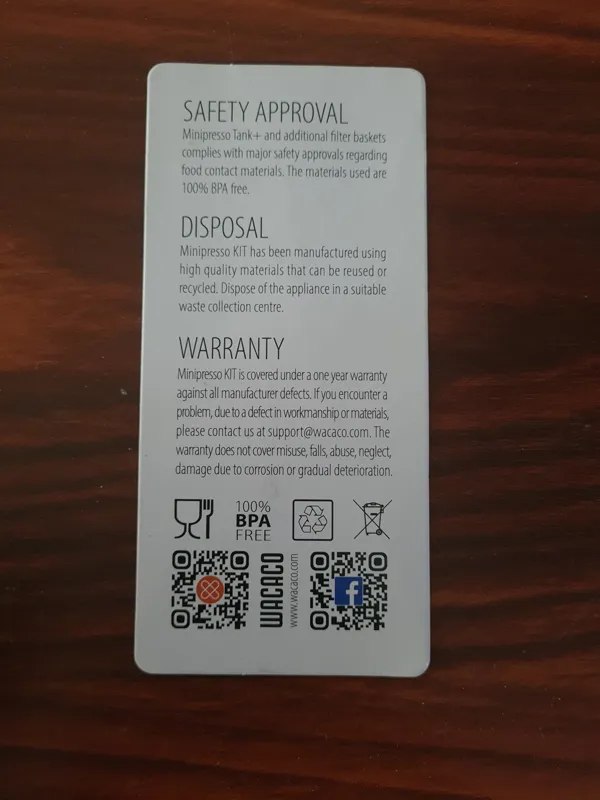 SAFETY APPROVAL
Minipresso Tank+ and additional filter baskets
complies with major safety approvals regarding
food contact materials. The materials used are
100% BPA free.
DISPOSAL
Minipresso KIT has been manufactured using
high quality materials that can be reused or
recycled. Dispose of the appliance in a suitable
waste collection centre.
WARRANTY
Minipresso KIT is covered under a one year warranty
against all manufacturer defects. If you encounter a
problem, due to a defect in workmanship or materials,
please contact us at support@wacaco.com. The
warranty does not cover misuse, falls, abuse, neglect,
damage due to corrosion or gradual deterioration.
100%
BPA
FREE
WACACO
www.wacaco.com
f